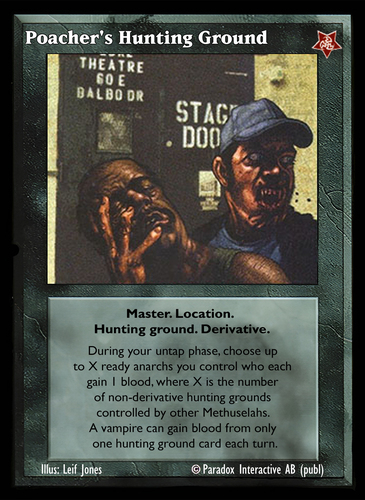 Poacher's Hunting Ground
THEATRE
60 E
BALBO DR
STAGE
DOO
Master. Location.
Hunting ground. Derivative.
During your untap phase, choose up
to X ready anarchs you control who each
gain 1 blood, where X is the number
of non-derivative hunting grounds
controlled by other Methuselahs.
A vampire can gain blood from only
one hunting ground card each turn.
Illus: Leif Jones
© Paradox Interactive AB (publ)